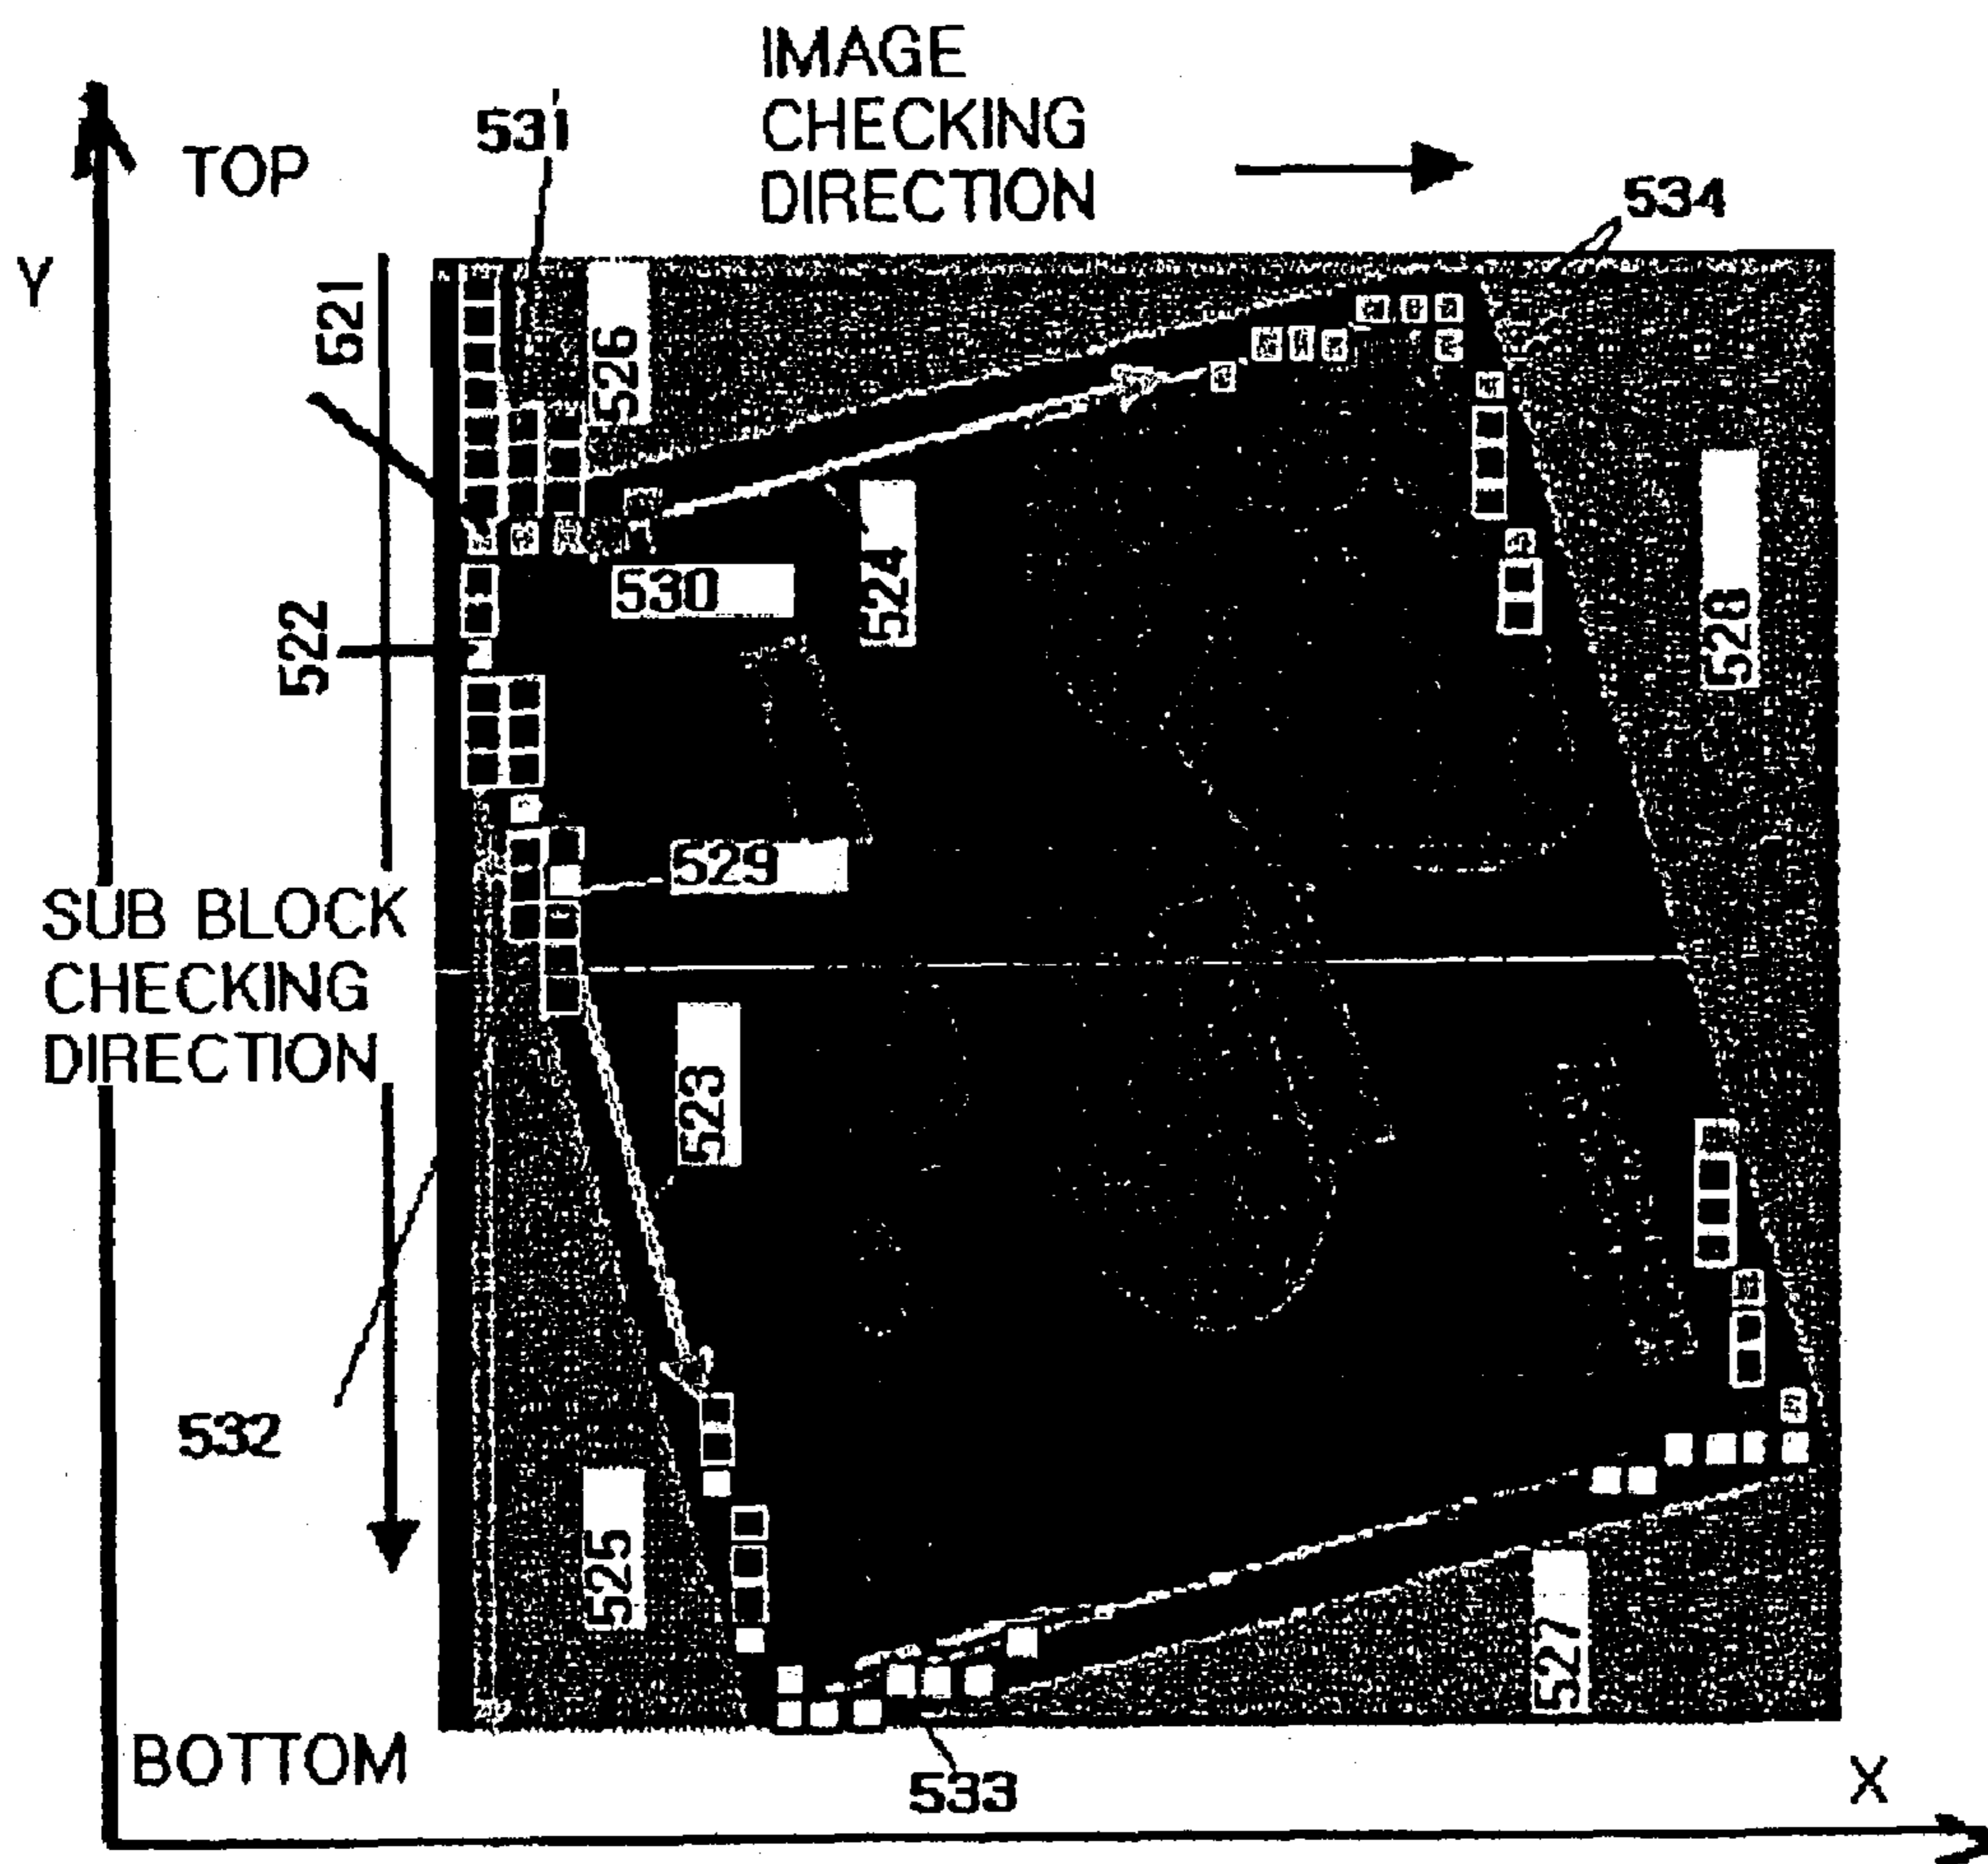 IMAGE
CHECKING
DIRECTION
TOP
531
534
Y
521
526
524
530
522
528
529
SUB BLOCK
CHECKING
DIRECTION
523
532
525
527
BOTTOM
533
X